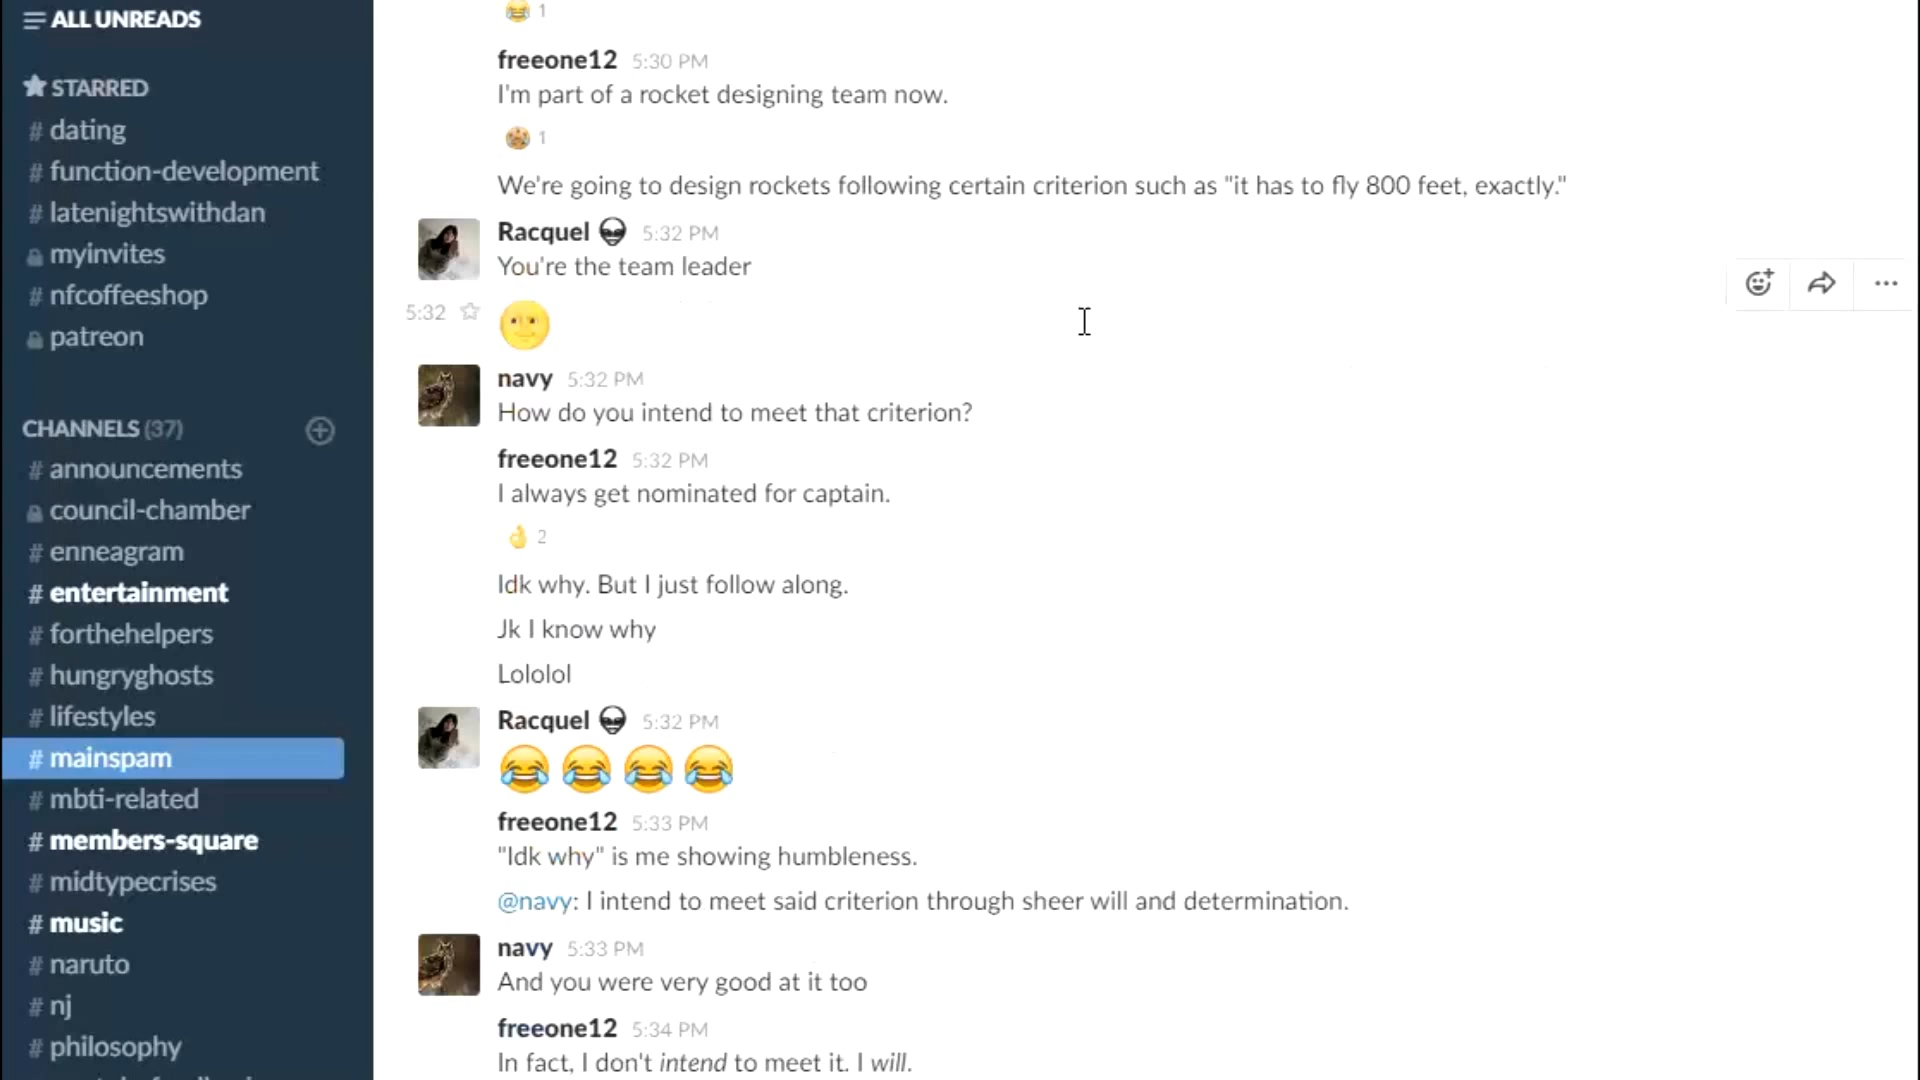 ALL UNREADS
STARRED
# dating
# function-development
# latenightswithdan
myinvites
# nfcoffeeshop
patreon
CHANNELS (37)
# announcements
council-chamber
# enneagram
# entertainment
# forthehelpers
# hungryghosts
# lifestyles
# mainspam
# mbti-related
# members-square
# midtypecrises
# music
# naruto
# nj
# philosophy
1
freeone12 5:30 PM
I'm part of a rocket designing team now.
1
We're going to design rockets following certain criterion such as "it has to fly 800 feet, exactly."
Racquel 5:32 PM
You're the team leader
5:32
navy 5:32 PM
How do you intend to meet that criterion?
freeone12 5:32 PM
I always get nominated for captain.
2
Idk why. But I just follow along.
Jk I know why
Lololol
Racquel 5:32 PM
freeone12 5:33 PM
"Idk why" is me showing humbleness.
@navy: I intend to meet said criterion through sheer will and determination.
navy 5:33 PM
And you were very good at it too
freeone12 5:34 PM
In fact, I don't intend to meet it. I will.